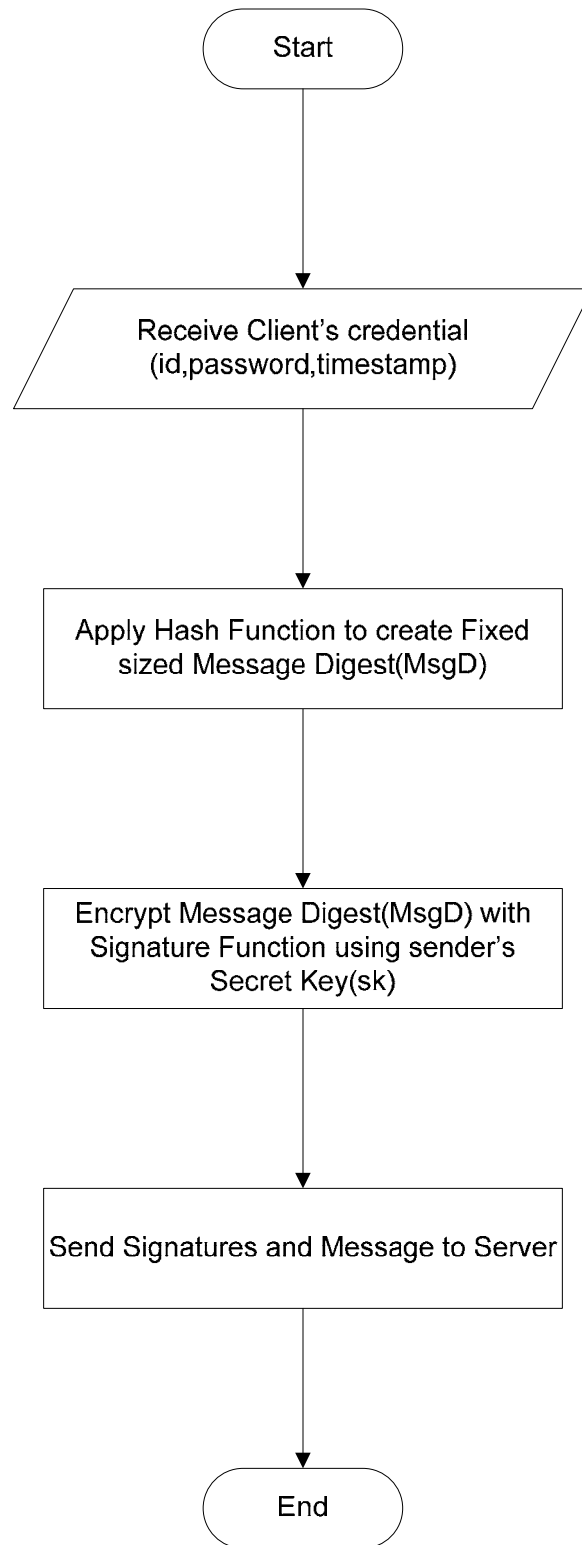 Start
Receive Client's credential
(id,password,timestamp)
Apply Hash Function to create Fixed
sized Message Digest(MsgD)
Encrypt Message Digest(MsgD) with
Signature Function using sender's
Secret Key(sk)
Send Signatures and Message to Server
End